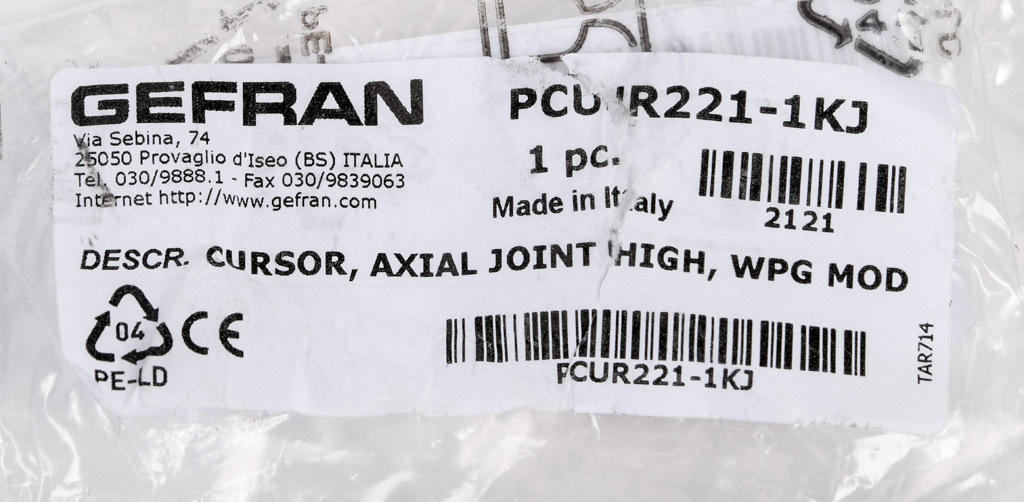 GEFRAN
Via Sebina, 74
25050 Provaglio d'Iseo (BS) ITALIA
Tel. 030/9888.1 - Fax 030/9839063
Internet http://www.gefran.com
PCUR221-1KJ
1 pc.
Made in Italy
2121
DESCR. CURSOR, AXIAL JOINT HIGH, WPG MOD
04
CE
PE-LD
PCUR221-1KJ
TAR714